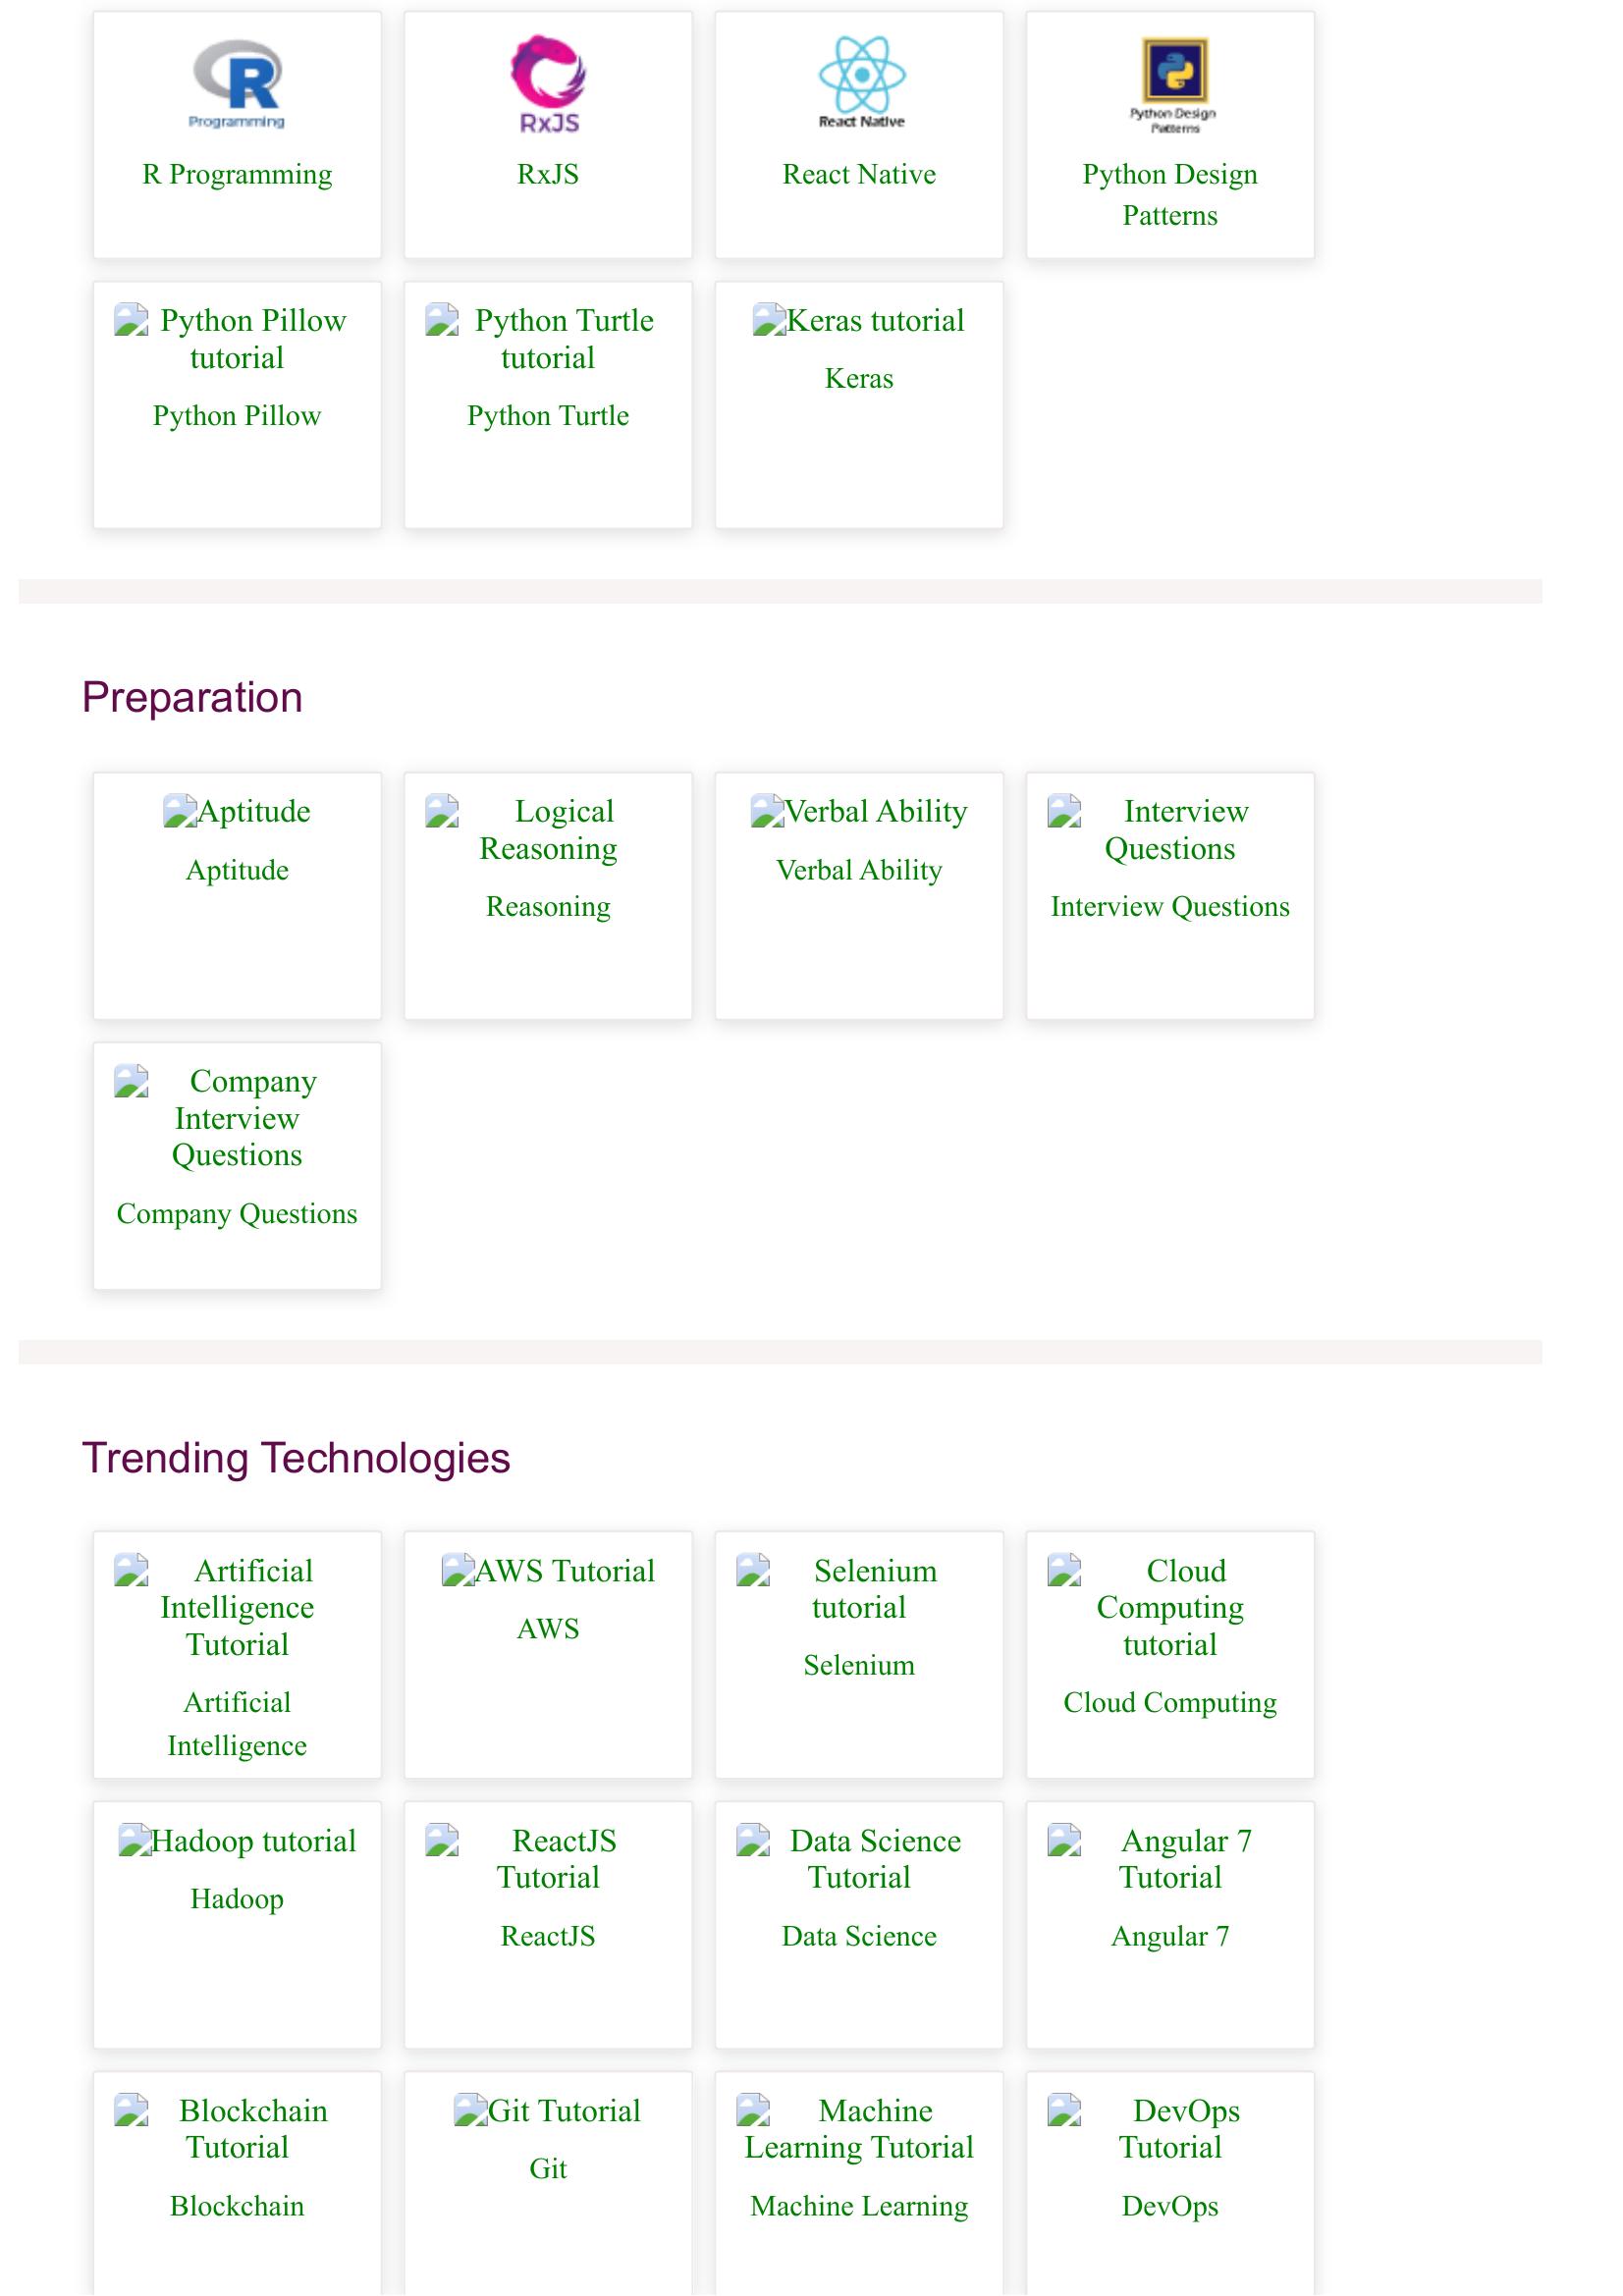 R
Programming
R Programming
RxJS
RxJS
React Native
React Native
Python Design
Patterns
Python Design
Patterns
Python Pillow
tutorial
Python Pillow
Python Turtle
tutorial
Python Turtle
Keras tutorial
Keras
Preparation
Aptitude
Aptitude
Logical
Reasoning
Reasoning
Verbal Ability
Verbal Ability
Interview
Questions
Interview Questions
Company
Interview
Questions
Company Questions
Trending Technologies
Artificial
Intelligence
Tutorial
Artificial
Intelligence
AWS Tutorial
AWS
Selenium
tutorial
Selenium
Cloud
Computing
tutorial
Cloud Computing
Hadoop tutorial
Hadoop
ReactJS
Tutorial
ReactJS
Data Science
Tutorial
Data Science
Angular 7
Tutorial
Angular 7
Blockchain
Tutorial
Blockchain
Git Tutorial
Git
Machine
Learning Tutorial
Machine Learning
DevOps
Tutorial
DevOps